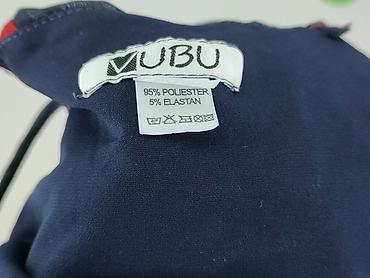 UBU
95% POLIESTER
5% ELASTAN